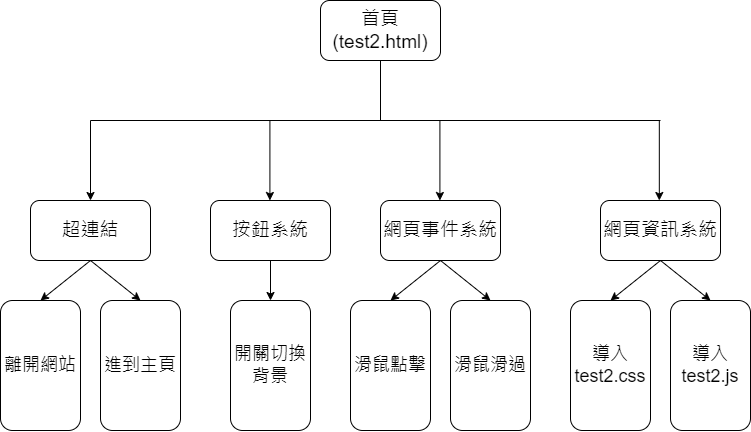 首頁
(test2.html)
超連結
按鈕系統
網頁事件系統
網頁資訊系統
離開網站
進到主頁
開關切換
背景
滑鼠點擊
滑鼠滑過
導入
test2.css
導入
test2.js